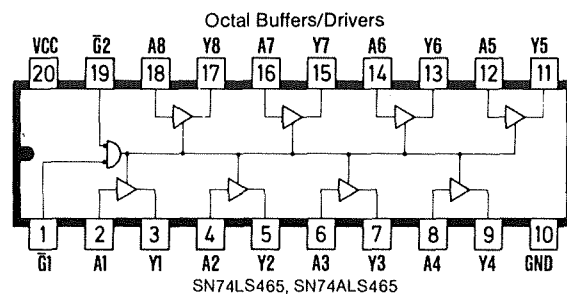 Octal Buffers/Drivers
VCC G̅2 A8 Y8 A7 Y7 A6 Y6 A5 Y5
20 19 18 17 16 15 14 13 12 11
1 2 3 4 5 6 7 8 9 10
G̅1 A1 Y1 A2 Y2 A3 Y3 A4 Y4 GND
SN74LS465, SN74ALS465